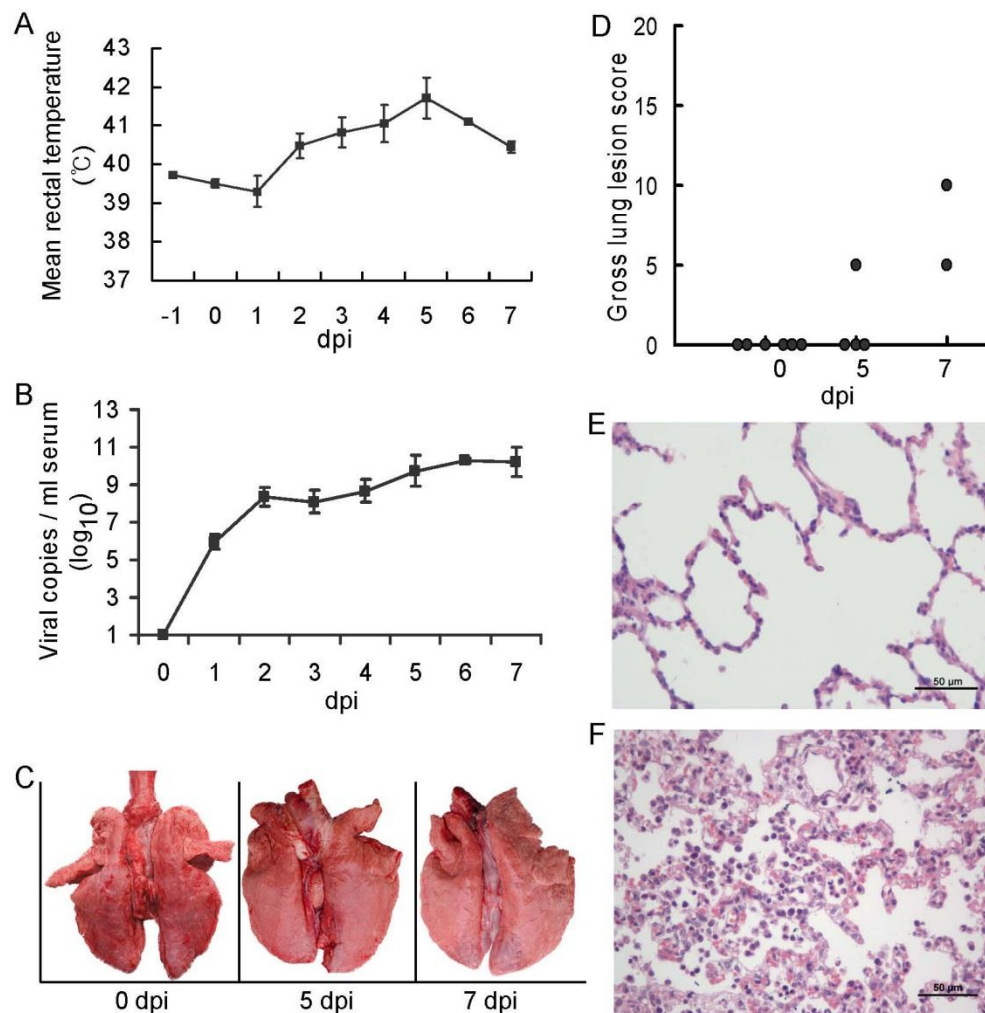 A
Mean rectal temperature
(℃)
43
42
41
40
39
38
37
-1 0 1 2 3 4 5 6 7
dpi
B
Viral copies / ml serum
(log10)
13
11
9
7
5
3
1
0 1 2 3 4 5 6 7
dpi
C
0 dpi 5 dpi 7 dpi
D
Gross lung lesion score
20
15
10
5
0
0 5 7
dpi
E
50 µm
F
50 µm